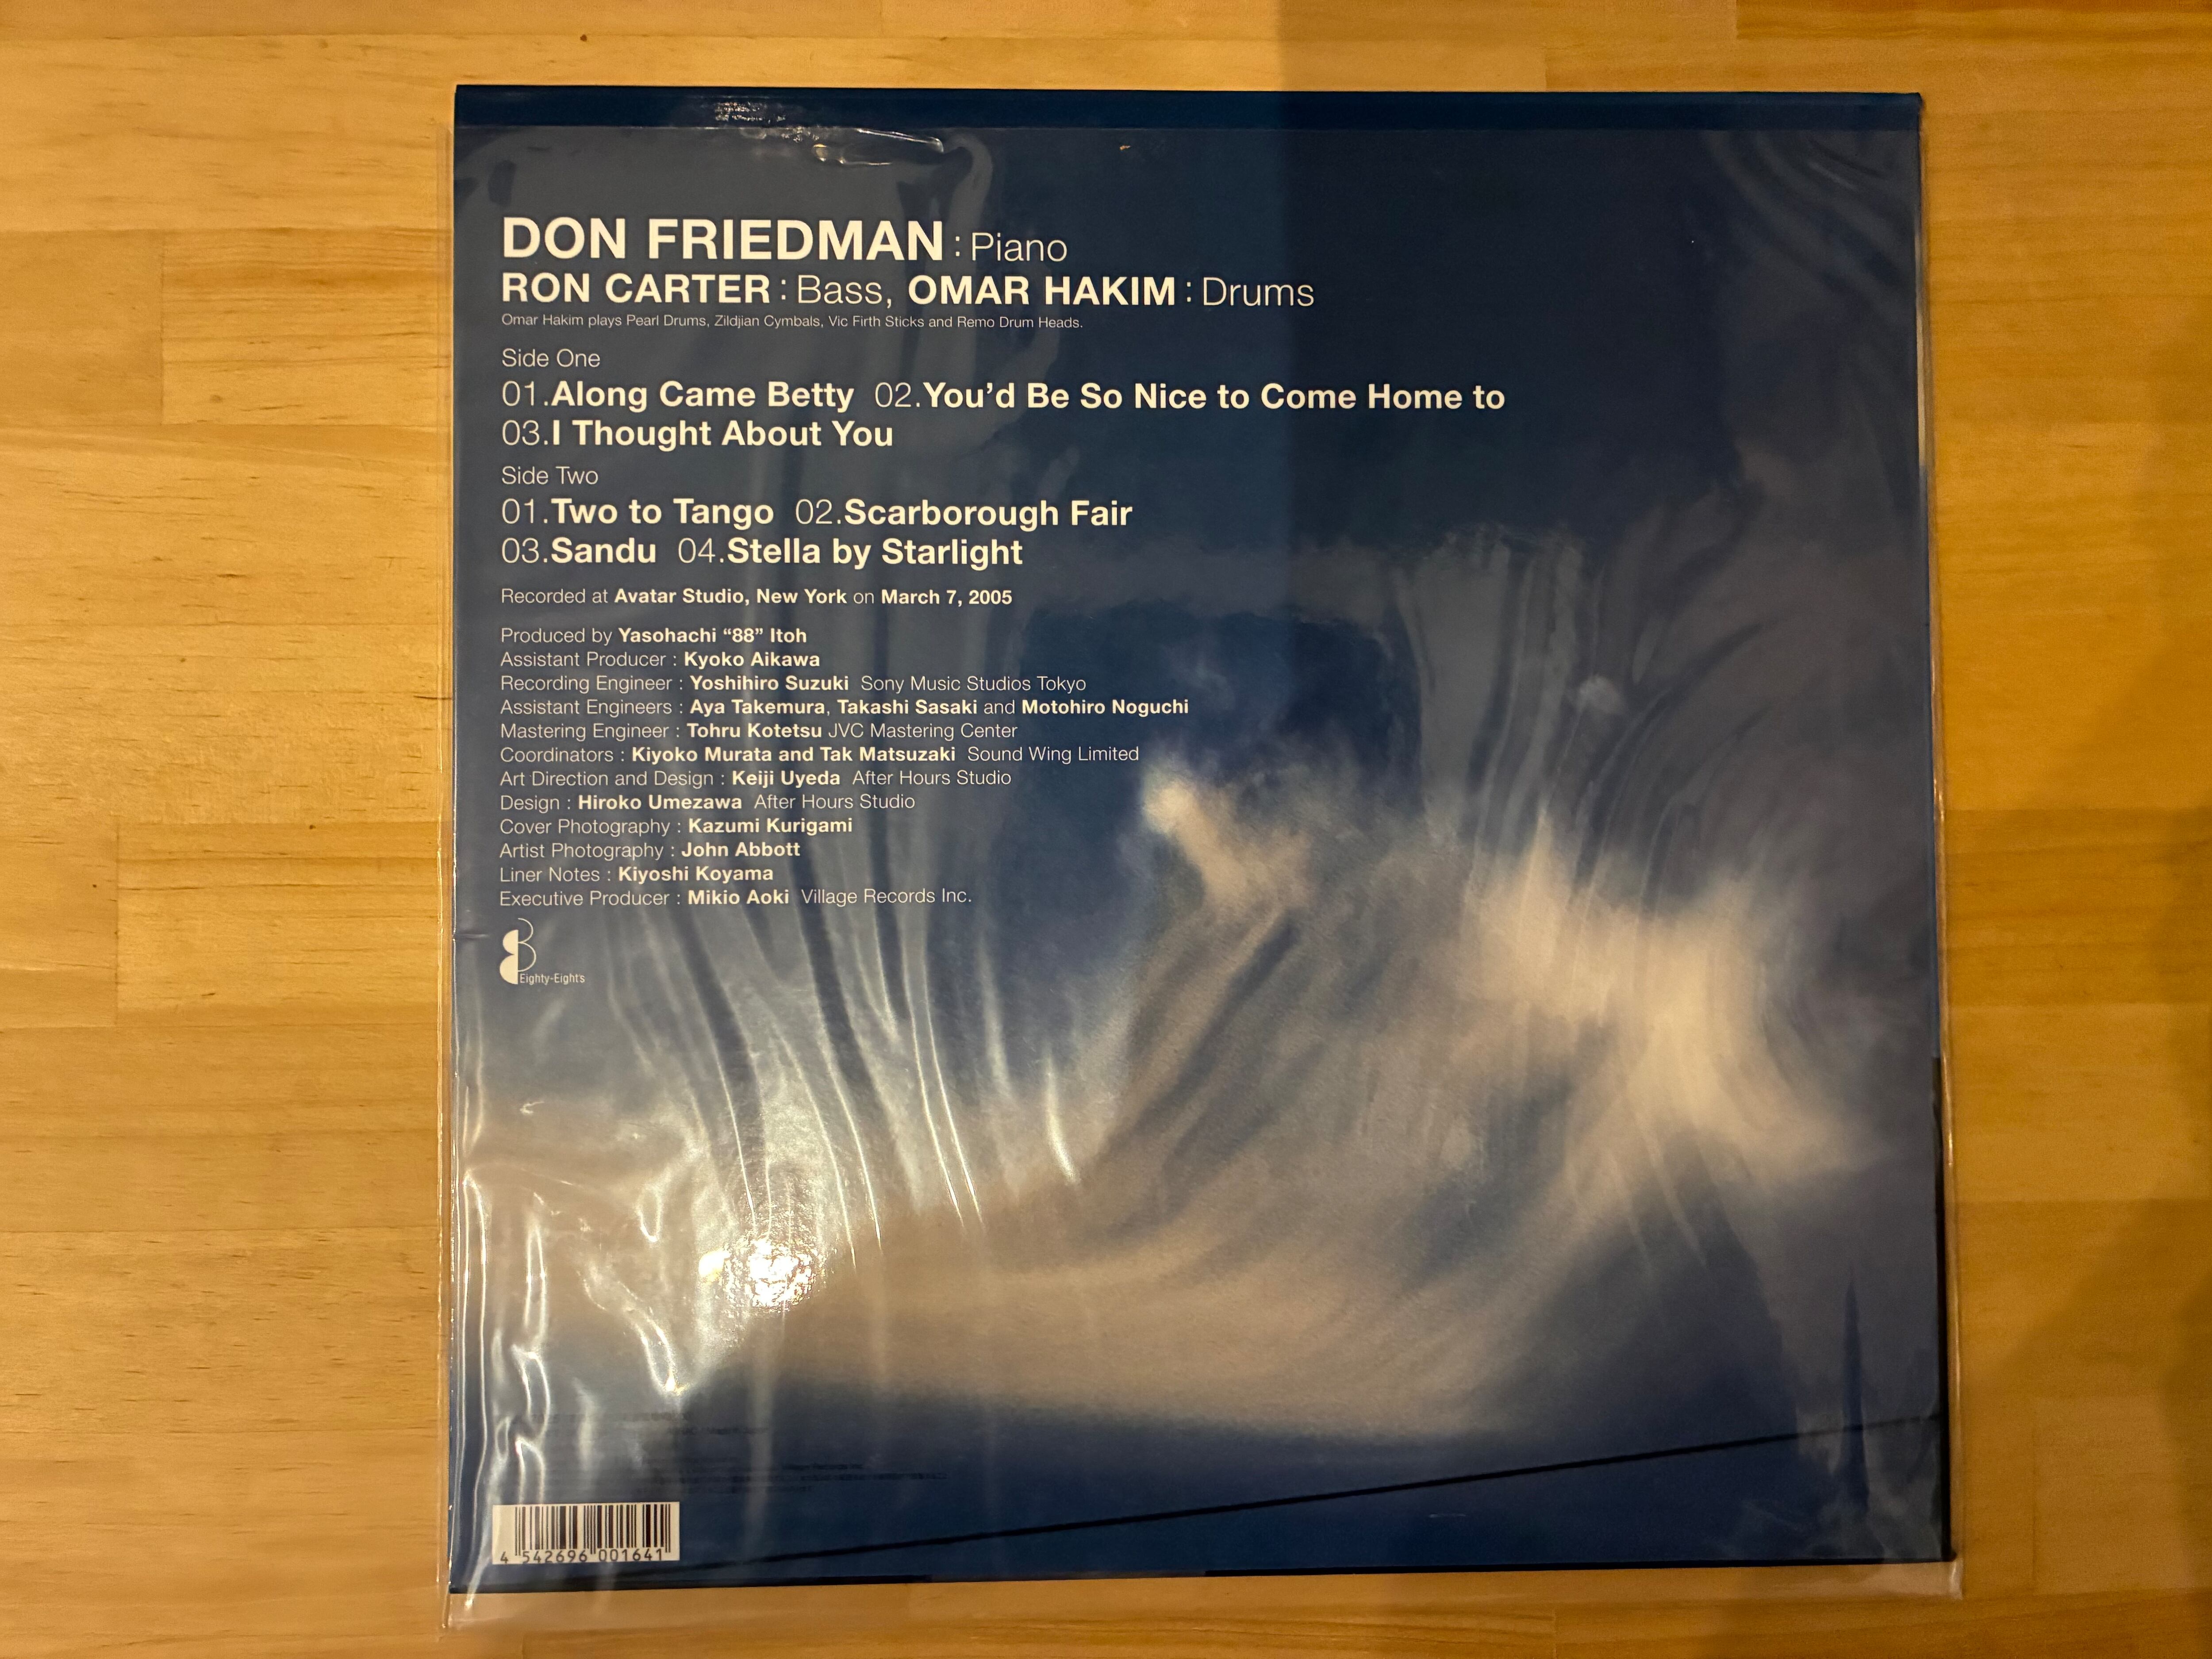 DON FRIEDMAN : Piano
RON CARTER : Bass, OMAR HAKIM : Drums
Omar Hakim plays Pearl Drums, Zildjian Cymbals, Vic Firth Sticks and Remo Drum Heads.
Side One
01.Along Came Betty 02.You'd Be So Nice to Come Home to
03.I Thought About You
Side Two
01.Two to Tango 02.Scarborough Fair
03.Sandu 04.Stella by Starlight
Recorded at Avatar Studio, New York on March 7, 2005
Produced by Yasohachi "88" Itoh
Assistant Producer : Kyoko Aikawa
Recording Engineer : Yoshihiro Suzuki Sony Music Studios Tokyo
Assistant Engineers : Aya Takemura, Takashi Sasaki and Motohiro Noguchi
Mastering Engineer : Tohru Kotetsu JVC Mastering Center
Coordinators : Kiyoko Murata and Tak Matsuzaki Sound Wing Limited
Art Direction and Design : Keiji Uyeda After Hours Studio
Design : Hiroko Umezawa After Hours Studio
Cover Photography : Kazumi Kurigami
Artist Photography : John Abbott
Liner Notes : Kiyoshi Koyama
Executive Producer : Mikio Aoki Village Records Inc.
Eighty-Eight's
4 542696 001641